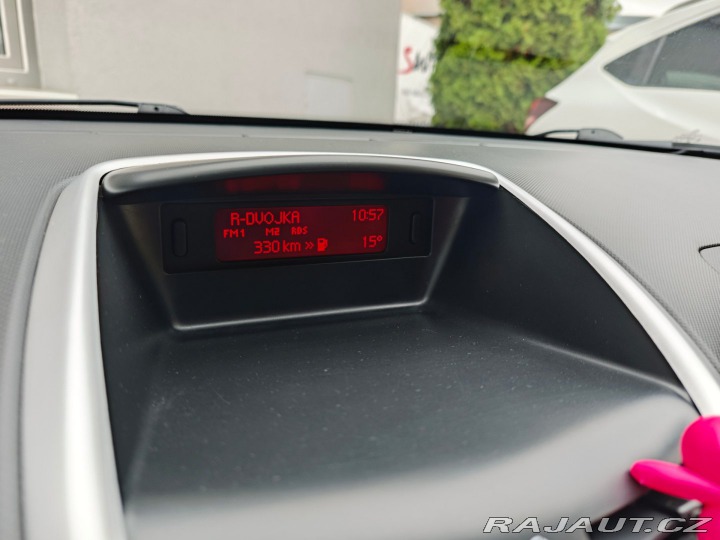 R-DVOJKA 10:57
FM1 M2 RDS
330 km » 15°
RAJAUT.CZ